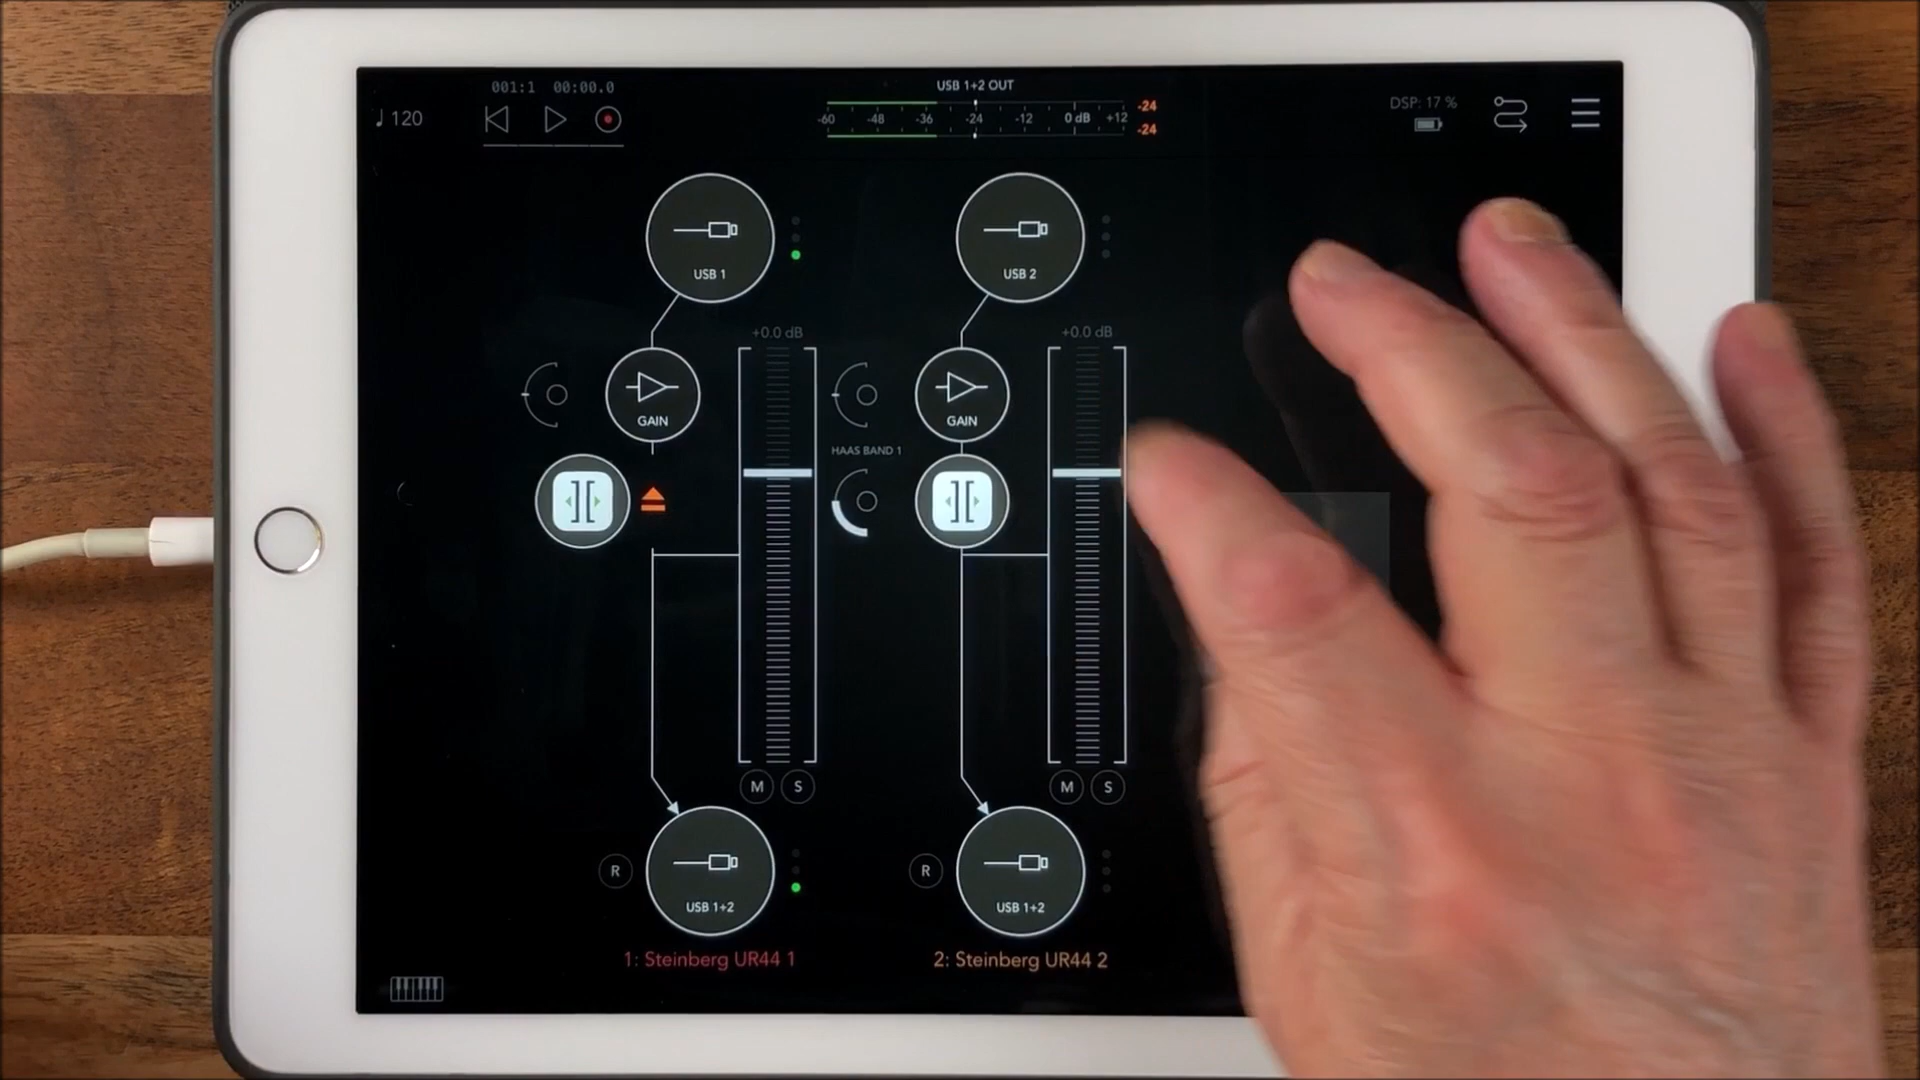 001:1 00:00.0
♩ 120
USB 1+2 OUT
-60 -48 -36 -24 -12 0 dB +12
-24
-24
DSP: 17 %
USB 1
USB 2
+0.0 dB
+0.0 dB
GAIN
GAIN
HAAS BAND 1
M S
M S
R
R
USB 1+2
USB 1+2
1: Steinberg UR44 1
2: Steinberg UR44 2